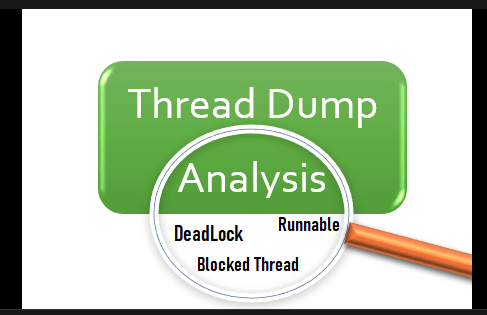 Thread Dump
Analysis
DeadLock
Runnable
Blocked Thread